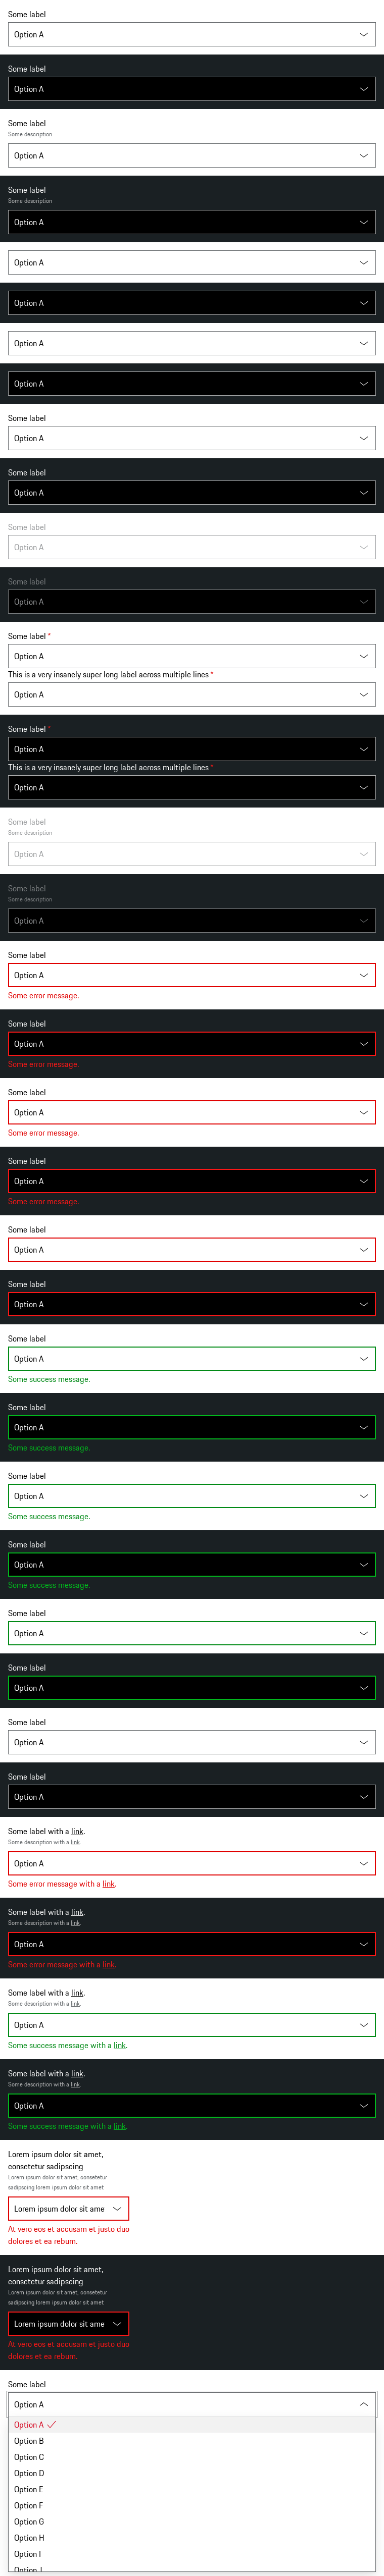 Some label
Option A
Some label
Option A
Some label
Some description
Option A
Some label
Some description
Option A
Option A
Option A
Option A
Option A
Some label
Option A
Some label
Option A
Some label
Option A
Some label
Option A
Some label *
Option A
This is a very insanely super long label across multiple lines *
Option A
Some label *
Option A
This is a very insanely super long label across multiple lines *
Option A
Some label
Some description
Option A
Some label
Some description
Option A
Some label
Option A
Some error message.
Some label
Option A
Some error message.
Some label
Option A
Some error message.
Some label
Option A
Some error message.
Some label
Option A
Some label
Option A
Some label
Option A
Some success message.
Some label
Option A
Some success message.
Some label
Option A
Some success message.
Some label
Option A
Some success message.
Some label
Option A
Some label
Option A
Some label
Option A
Some label
Option A
Some label with a link.
Some description with a link.
Option A
Some error message with a link.
Some label with a link.
Some description with a link.
Option A
Some error message with a link.
Some label with a link.
Some description with a link.
Option A
Some success message with a link.
Some label with a link.
Some description with a link.
Option A
Some success message with a link.
Lorem ipsum dolor sit amet,
consetetur sadipscing
Lorem ipsum dolor sit amet, consetetur
sadipscing lorem ipsum dolor sit amet
Lorem ipsum dolor sit ame
At vero eos et accusam et justo duo
dolores et ea rebum.
Lorem ipsum dolor sit amet,
consetetur sadipscing
Lorem ipsum dolor sit amet, consetetur
sadipscing lorem ipsum dolor sit amet
Lorem ipsum dolor sit ame
At vero eos et accusam et justo duo
dolores et ea rebum.
Some label
Option A
Option A
Option B
Option C
Option D
Option E
Option F
Option G
Option H
Option I
Option J